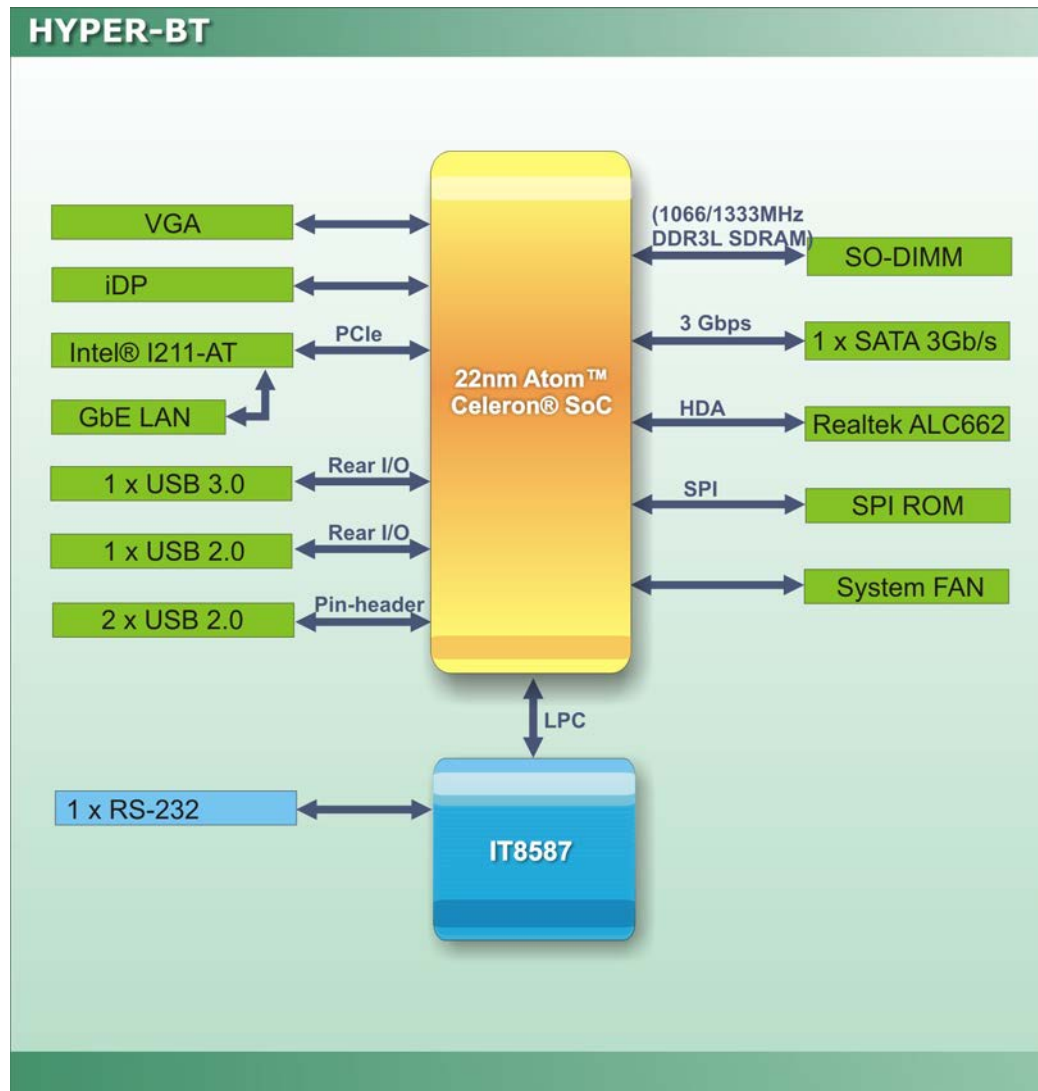 HYPER-BT
VGA
iDP
Intel® I211-AT
PCIe
GbE LAN
1 x USB 3.0
Rear I/O
1 x USB 2.0
Rear I/O
2 x USB 2.0
Pin-header
22nm Atom™
Celeron® SoC
(1066/1333MHz
DDR3L SDRAM)
SO-DIMM
3 Gbps
1 x SATA 3Gb/s
HDA
Realtek ALC662
SPI
SPI ROM
System FAN
LPC
1 x RS-232
IT8587